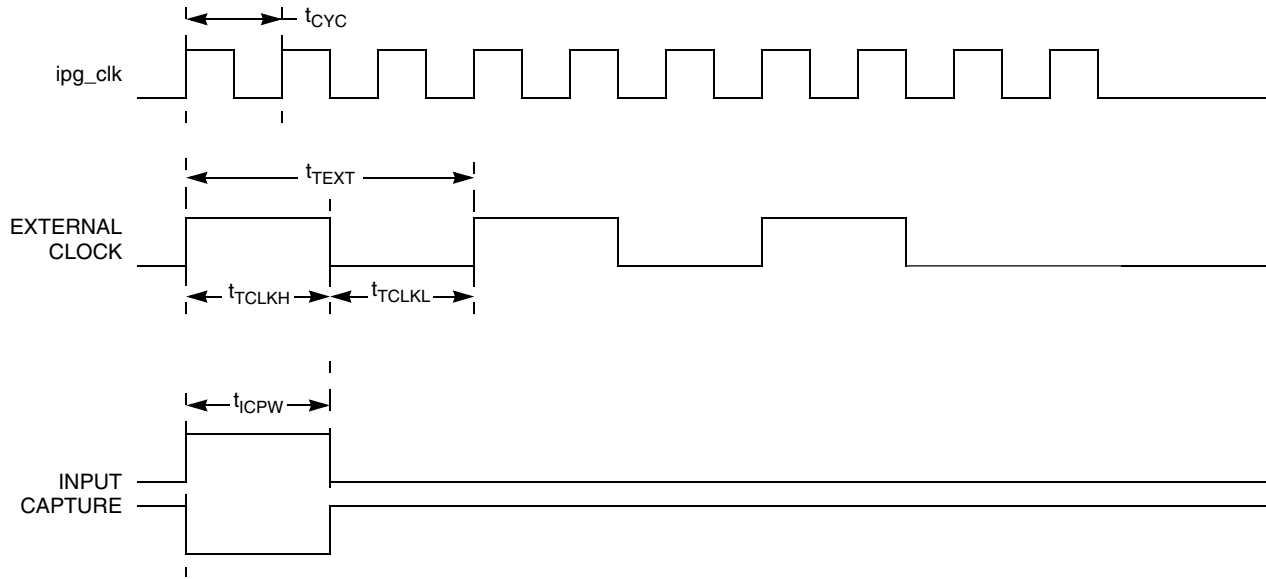 tCYC
ipg_clk
tTEXT
EXTERNAL
CLOCK
tTCLKH tTCLKL
tICPW
INPUT
CAPTURE